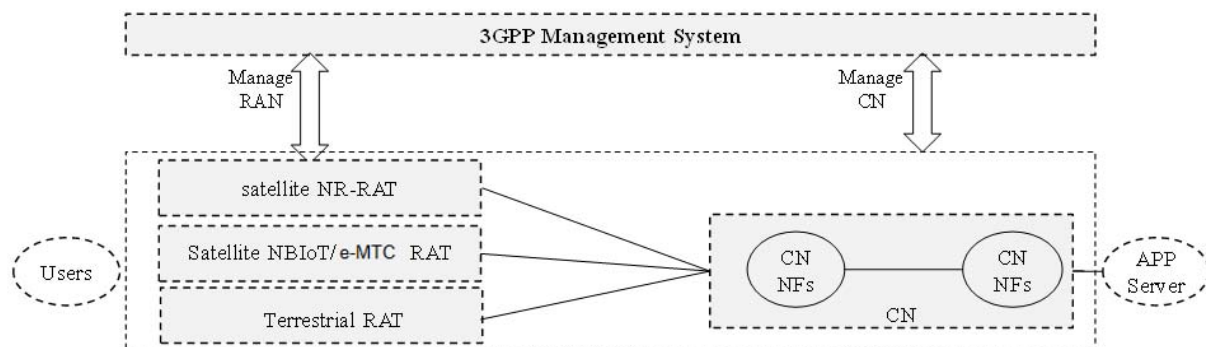 3GPP Management System
Manage
RAN
Manage
CN
satellite NR-RAT
Satellite NBIoT/e-MTC RAT
Terrestrial RAT
Users
CN
NFs
CN
NFs
CN
APP
Server